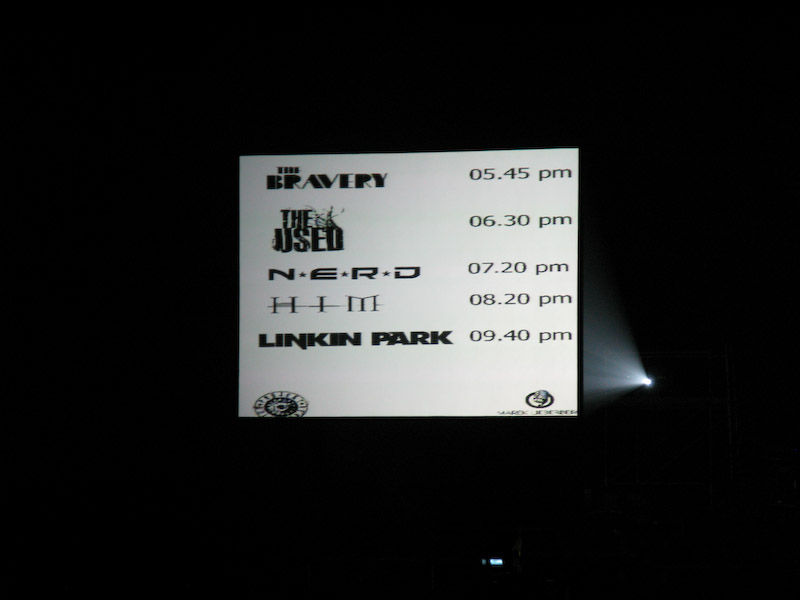 THE
BRAVERY 05.45 pm
THE
USED 06.30 pm
N★E★R★D 07.20 pm
HIM 08.20 pm
LINKIN PARK 09.40 pm
MAREK